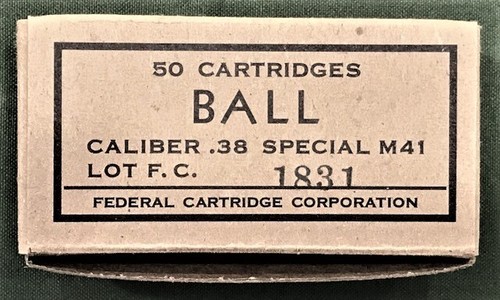 50 CARTRIDGES
BALL
CALIBER .38 SPECIAL M41
LOT F. C. 1831
FEDERAL CARTRIDGE CORPORATION